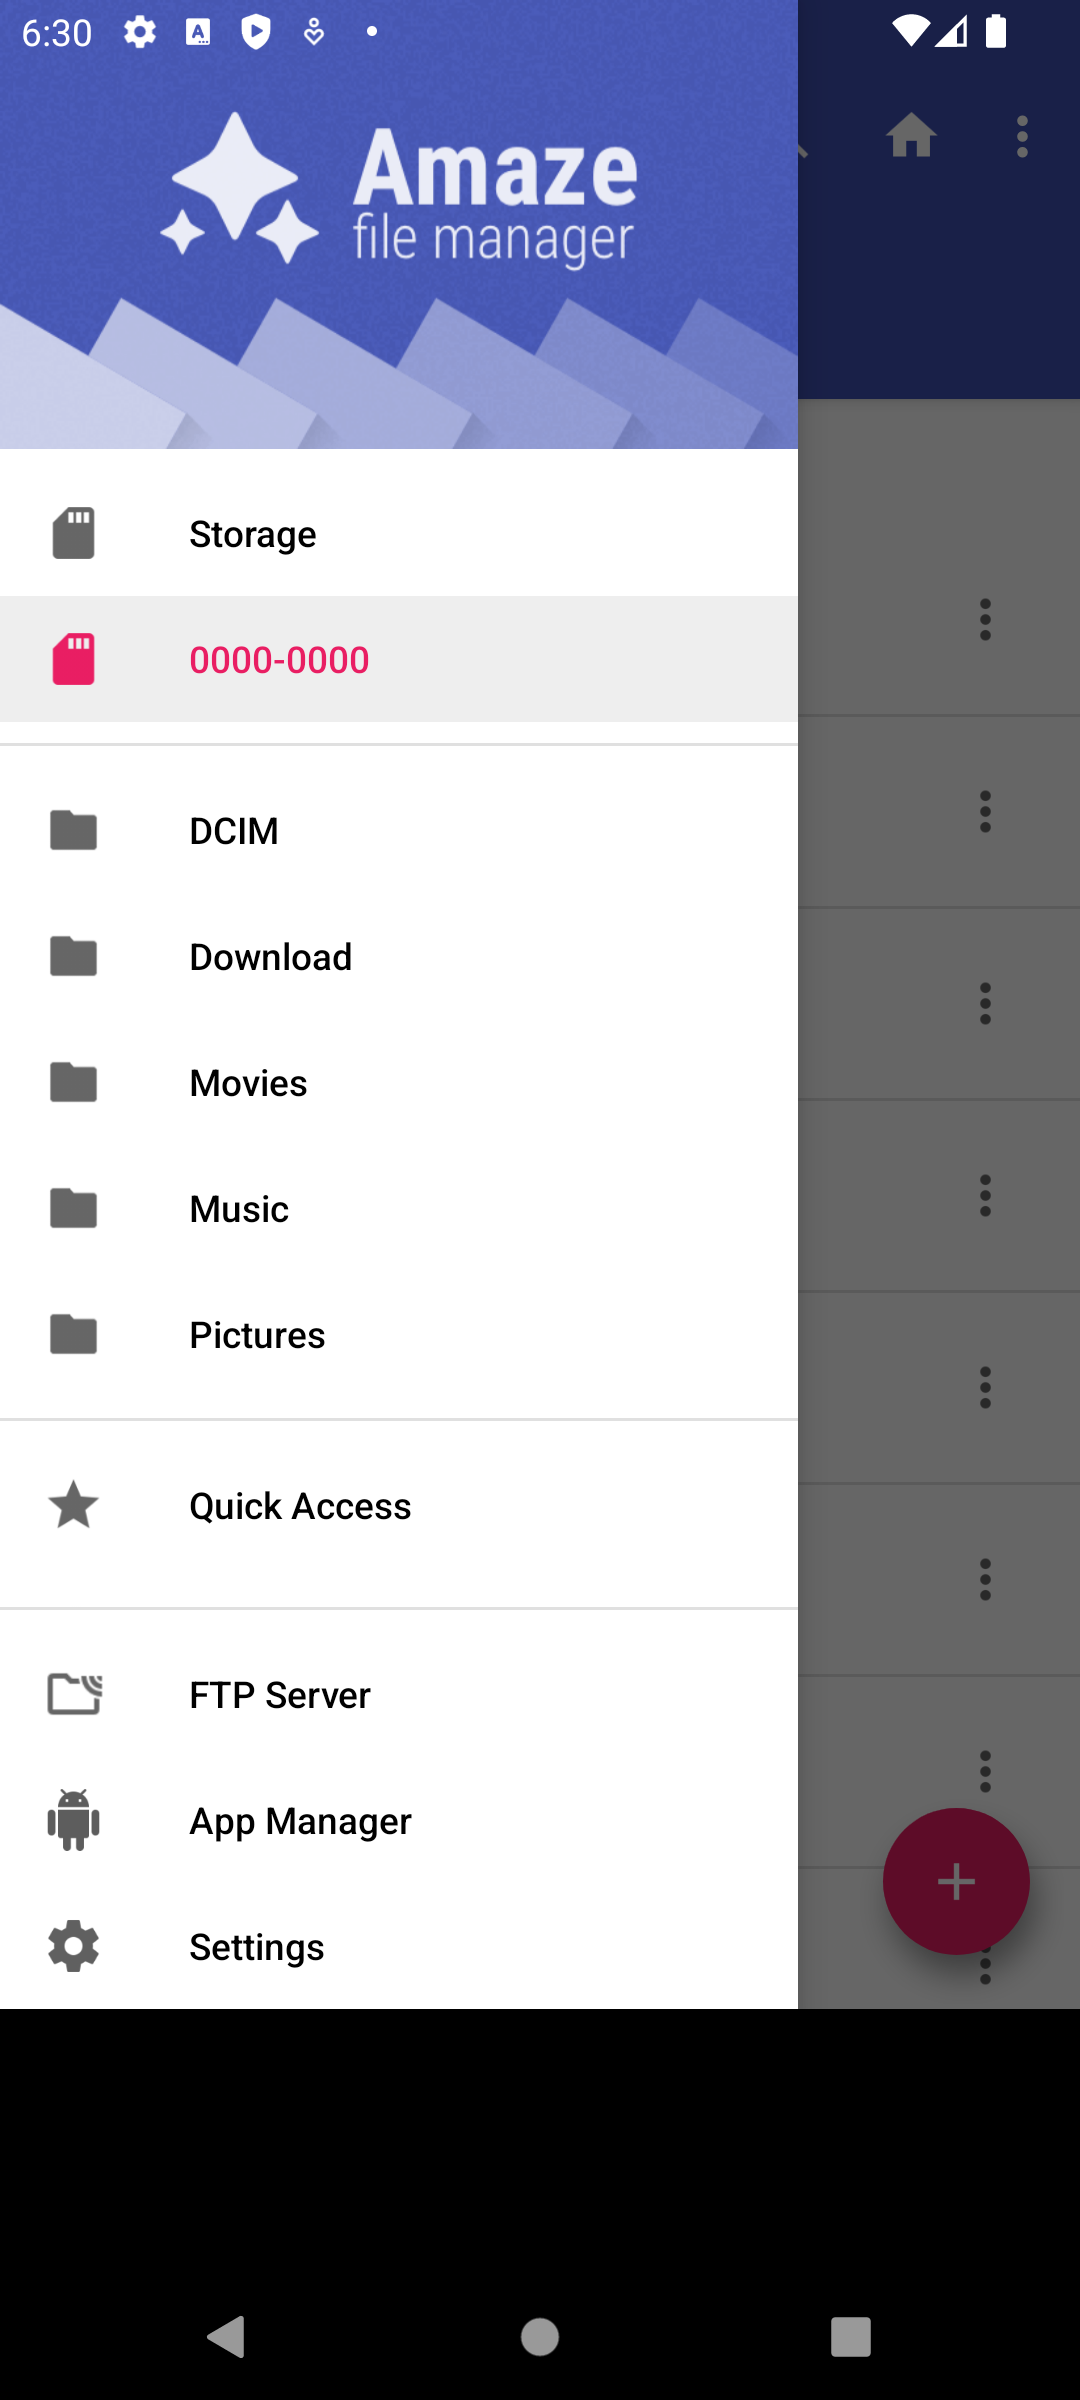 6:30
Amaze
file manager
Storage
0000-0000
DCIM
Download
Movies
Music
Pictures
Quick Access
FTP Server
App Manager
Settings